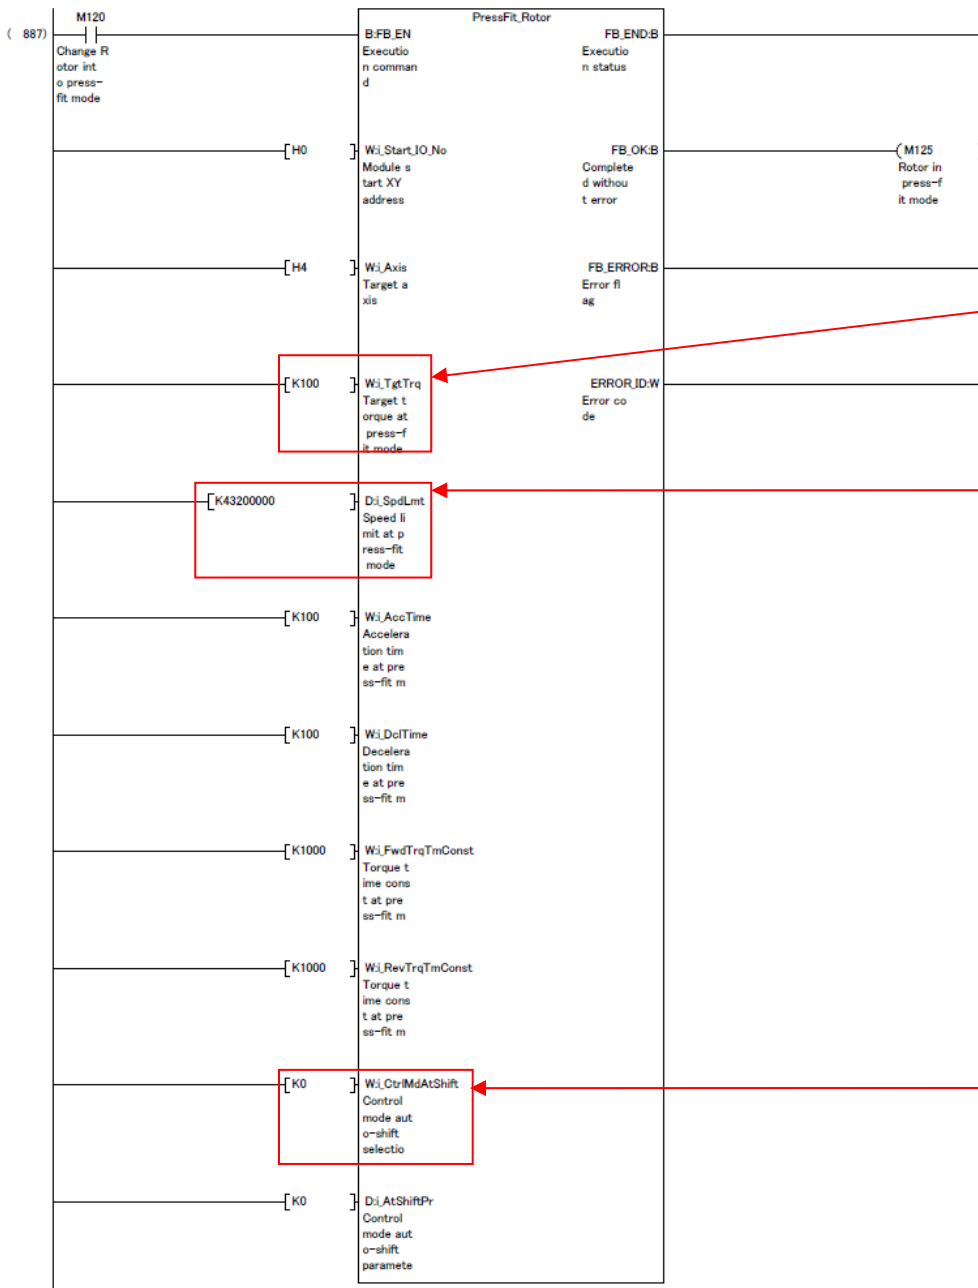 M120
PressFit_Rotor
( 887)
B:FB_EN
FB_END:B
Change R
otor int
o press-
fit mode
Executio
n comman
d
Executio
n status
[H0 ]
W:i_Start_IO_No
FB_OK:B
(M125
Module s
tart XY
address
Complete
d withou
t error
Rotor in
press-f
it mode
[H4 ]
W:i_Axis
FB_ERROR:B
Target a
xis
Error fl
ag
[K100 ]
W:i_TgtTrq
ERROR_ID:W
Target t
orque at
press-f
it mode
Error co
de
[K43200000 ]
D:i_SpdLmt
Speed li
mit at p
ress-fit
mode
[K100 ]
W:i_AccTime
Accelera
tion tim
e at pre
ss-fit m
[K100 ]
W:i_DclTime
Decelera
tion tim
e at pre
ss-fit m
[K1000 ]
W:i_FwdTrqTmConst
Torque t
ime cons
t at pre
ss-fit m
[K1000 ]
W:i_RevTrqTmConst
Torque t
ime cons
t at pre
ss-fit m
[K0 ]
W:i_CtrlMdAtShift
Control
mode aut
o-shift
selectio
[K0 ]
D:i_AtShiftPr
Control
mode aut
o-shift
paramete